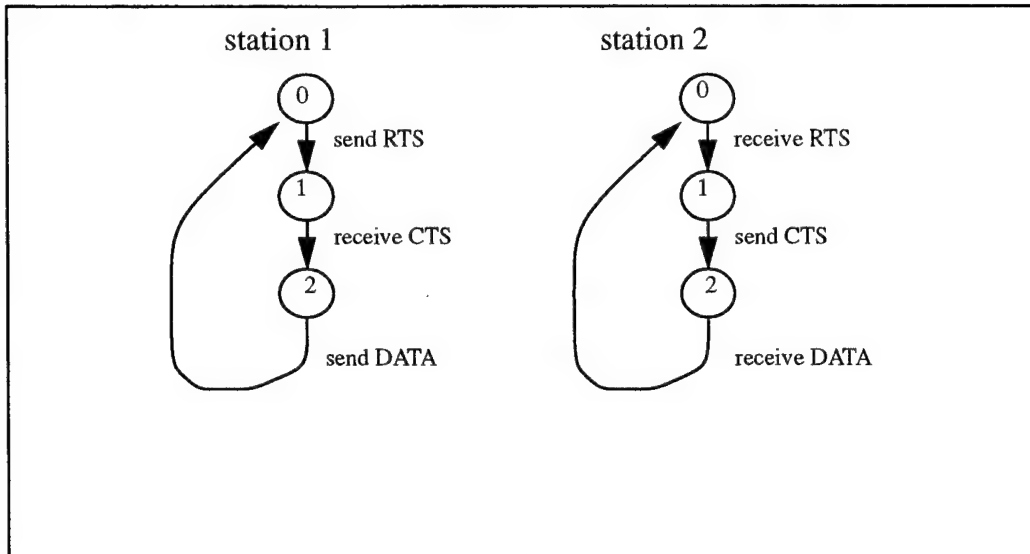 station 1
0
send RTS
1
receive CTS
2
send DATA
station 2
0
receive RTS
1
send CTS
2
receive DATA